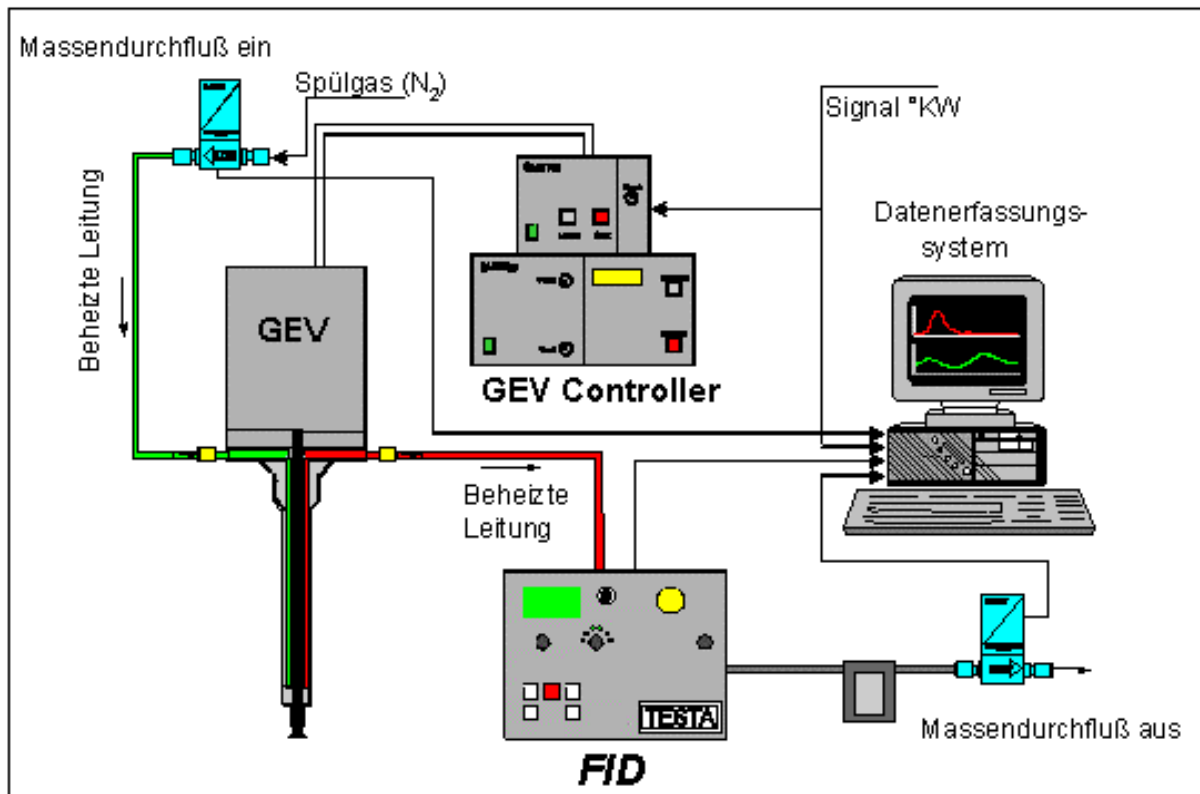 Massendurchfluß ein
Spülgas (N₂)
Signal °KW
Beheizte Leitung
Datenerfassungs-
system
GEV
GEV Controller
Beheizte
Leitung
TESTA
Massendurchfluß aus
FID